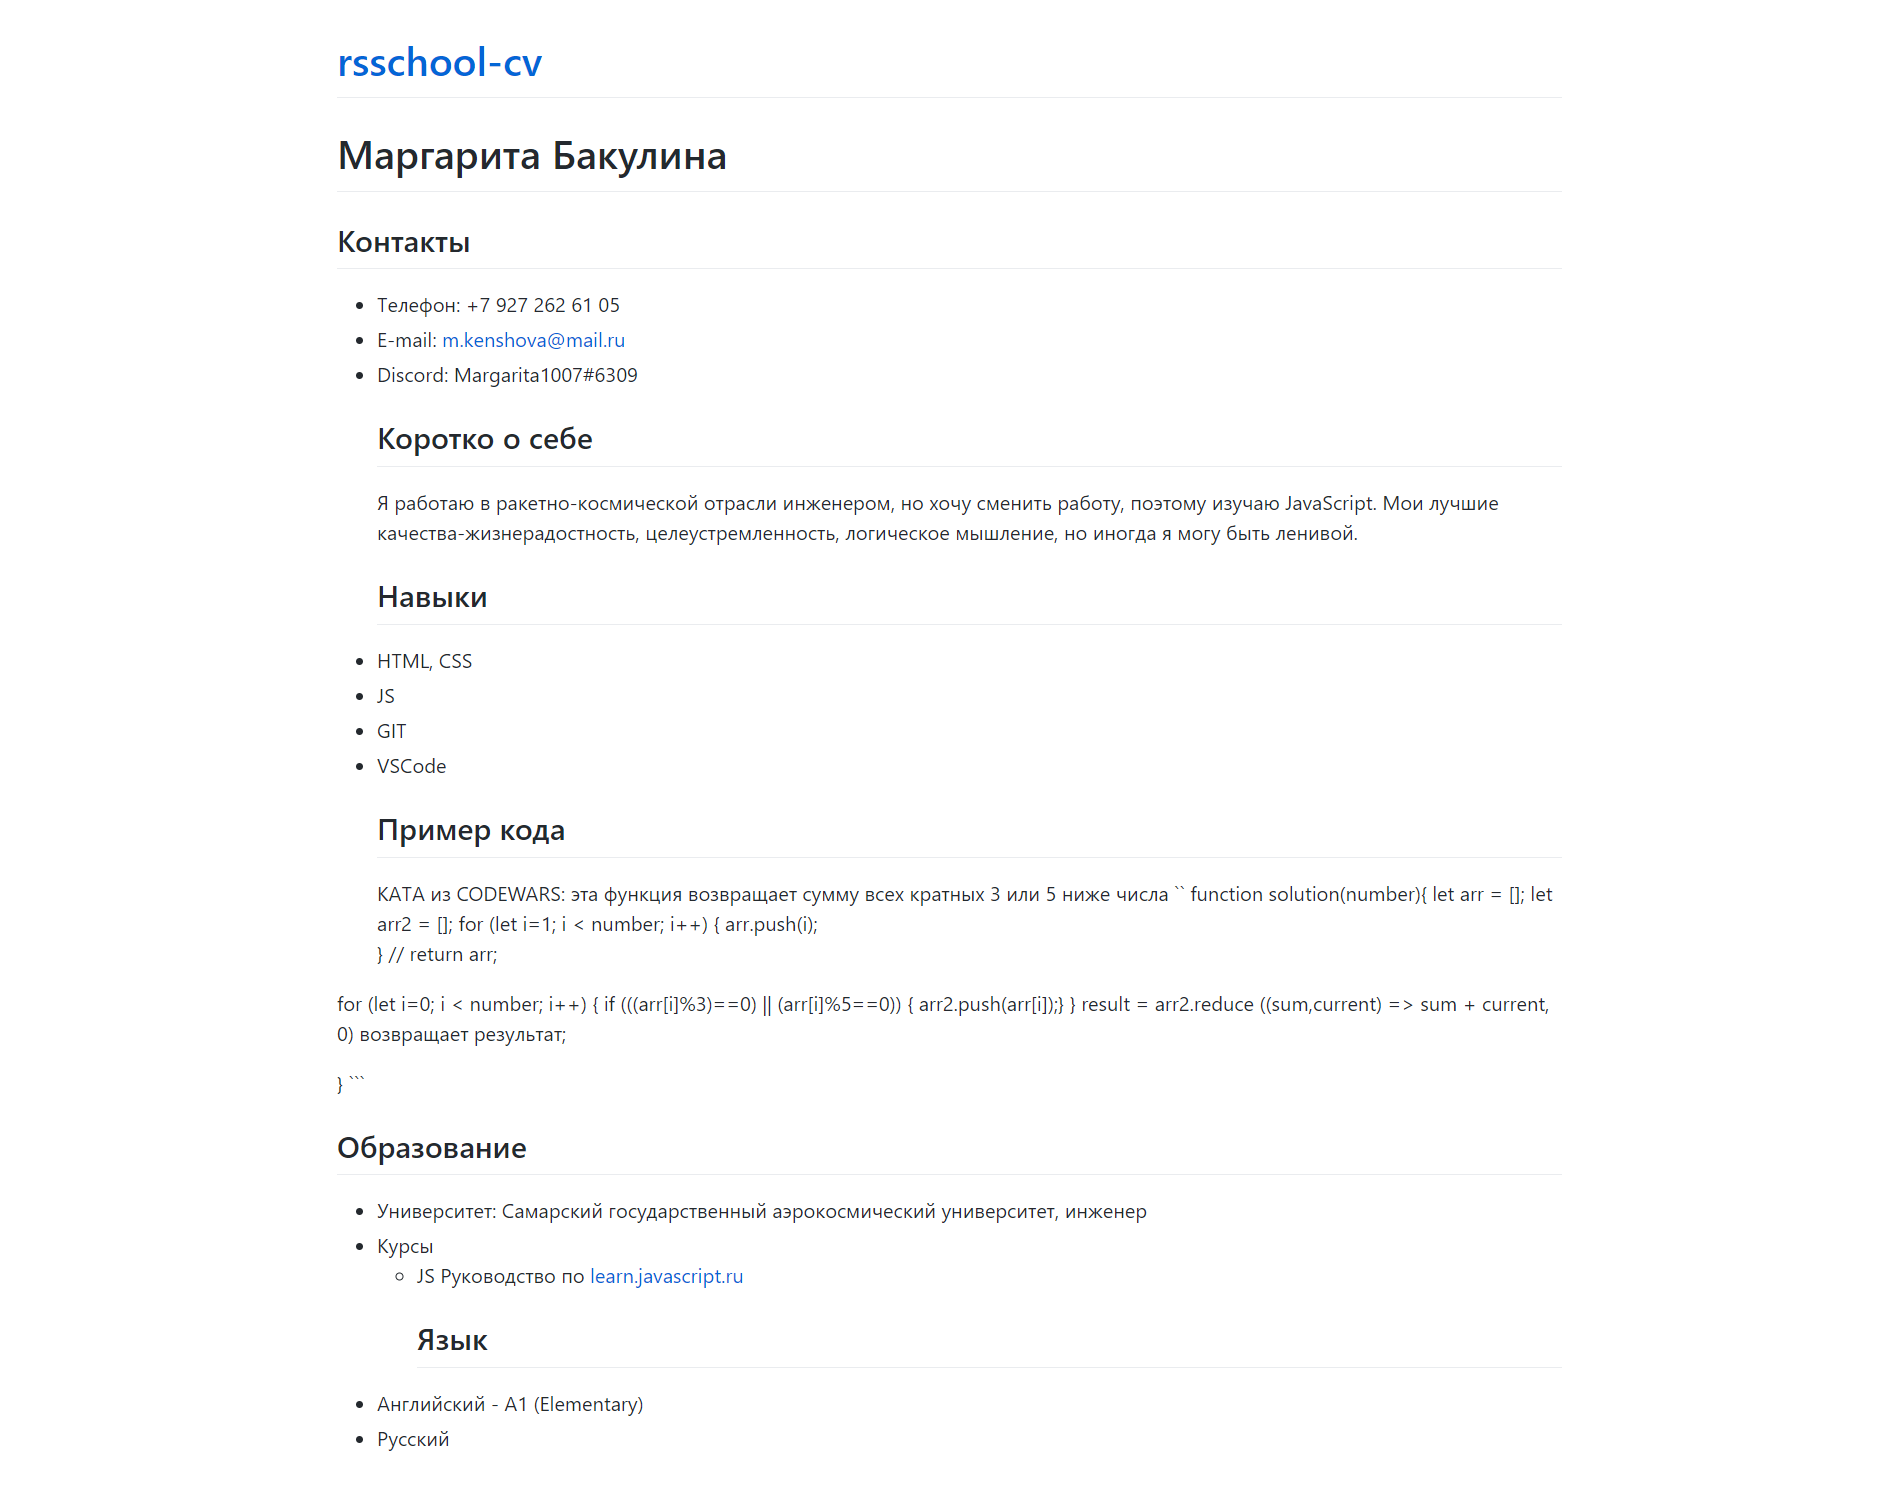 rsschool-cv
Маргарита Бакулина
Контакты
Телефон: +7 927 262 61 05
E-mail: m.kenshova@mail.ru
Discord: Margarita1007#6309
Коротко о себе
Я работаю в ракетно-космической отрасли инженером, но хочу сменить работу, поэтому изучаю JavaScript. Мои лучшие
качества-жизнерадостность, целеустремленность, логическое мышление, но иногда я могу быть ленивой.
Навыки
HTML, CSS
JS
GIT
VSCode
Пример кода
КАТА из CODEWARS: эта функция возвращает сумму всех кратных 3 или 5 ниже числа `` function solution(number){ let arr = []; let
arr2 = []; for (let i=1; i < number; i++) { arr.push(i);
} // return arr;
for (let i=0; i < number; i++) { if (((arr[i]%3)==0) || (arr[i]%5==0)) { arr2.push(arr[i]);} } result = arr2.reduce ((sum,current) => sum + current,
0) возвращает результат;
} ```
Образование
Университет: Самарский государственный аэрокосмический университет, инженер
Курсы
JS Руководство по learn.javascript.ru
Язык
Английский - A1 (Elementary)
Русский